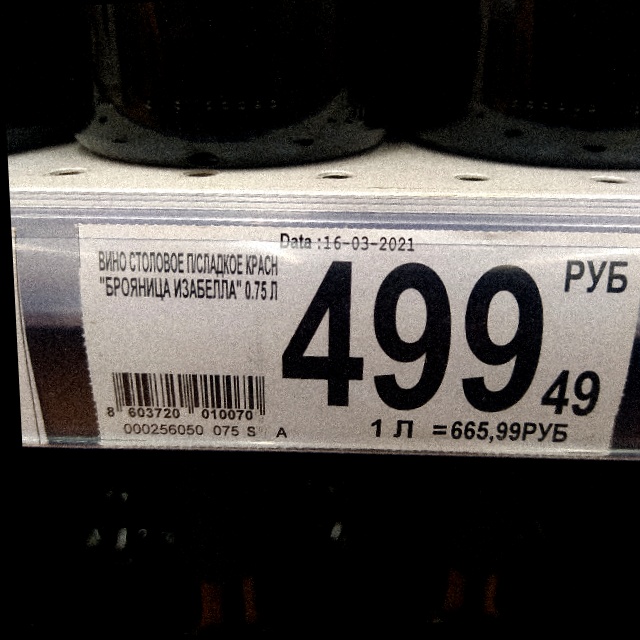 Data :16-03-2021
ВИНО СТОЛОВОЕ ПСЛАДКОЕ КРАСН
"БРОЯНИЦА ИЗАБЕЛЛА" 0.75 Л
499 49 РУБ
8 603720 010070
000256050 075 S A
1 Л =665,99РУБ